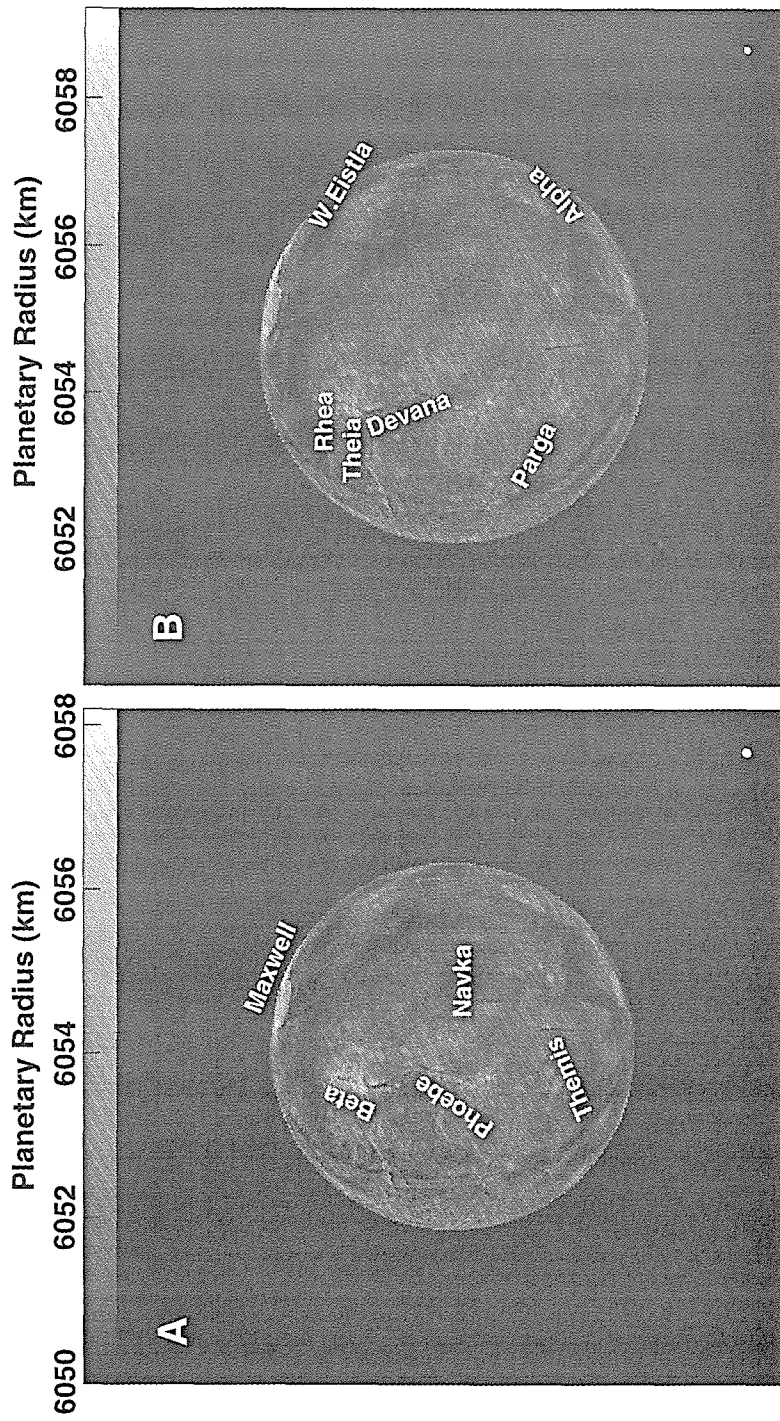 Planetary Radius (km)
6050 6052 6054 6056 6058
A
Maxwell
Beta
Phoebe
Navka
Themis
Planetary Radius (km)
6052 6054 6056 6058
B
W.Eistla
Rhea
Theia
Devana
Parga
Alpha